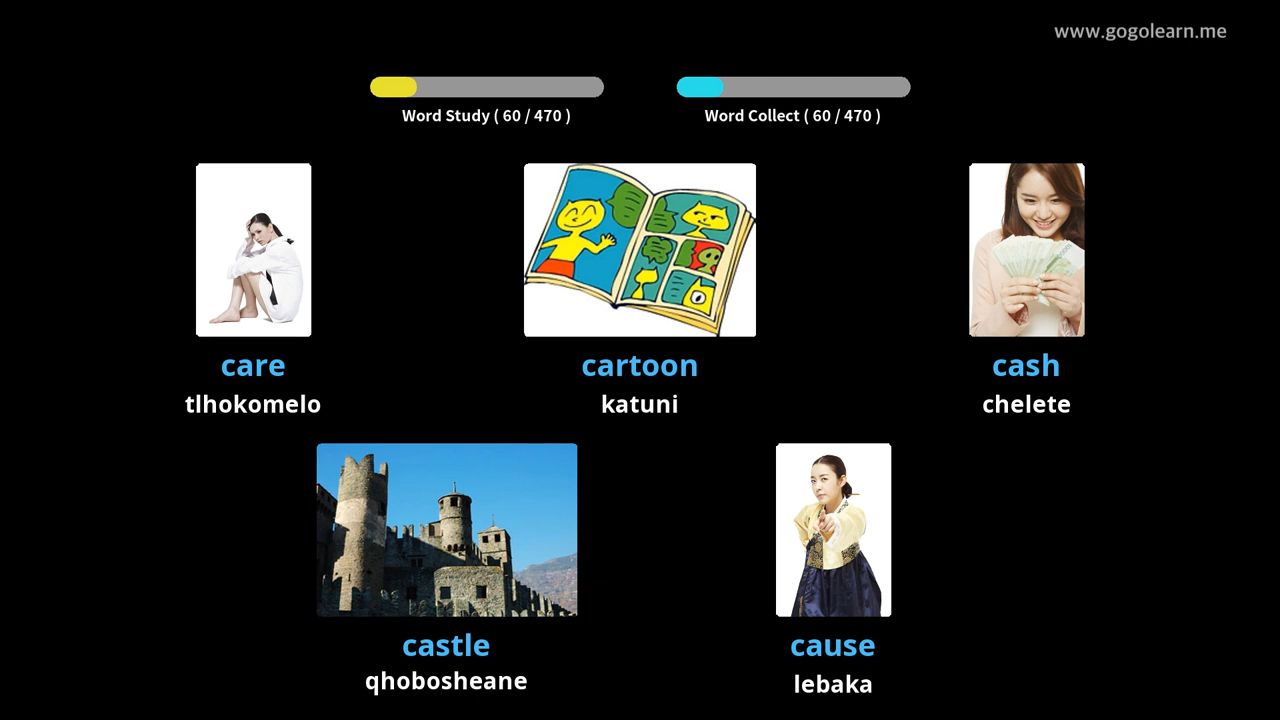 www.gogolearn.me
Word Study ( 60 / 470 )
Word Collect ( 60 / 470 )
care
tlhokomelo
cartoon
katuni
cash
chelete
castle
qhobosheane
cause
lebaka